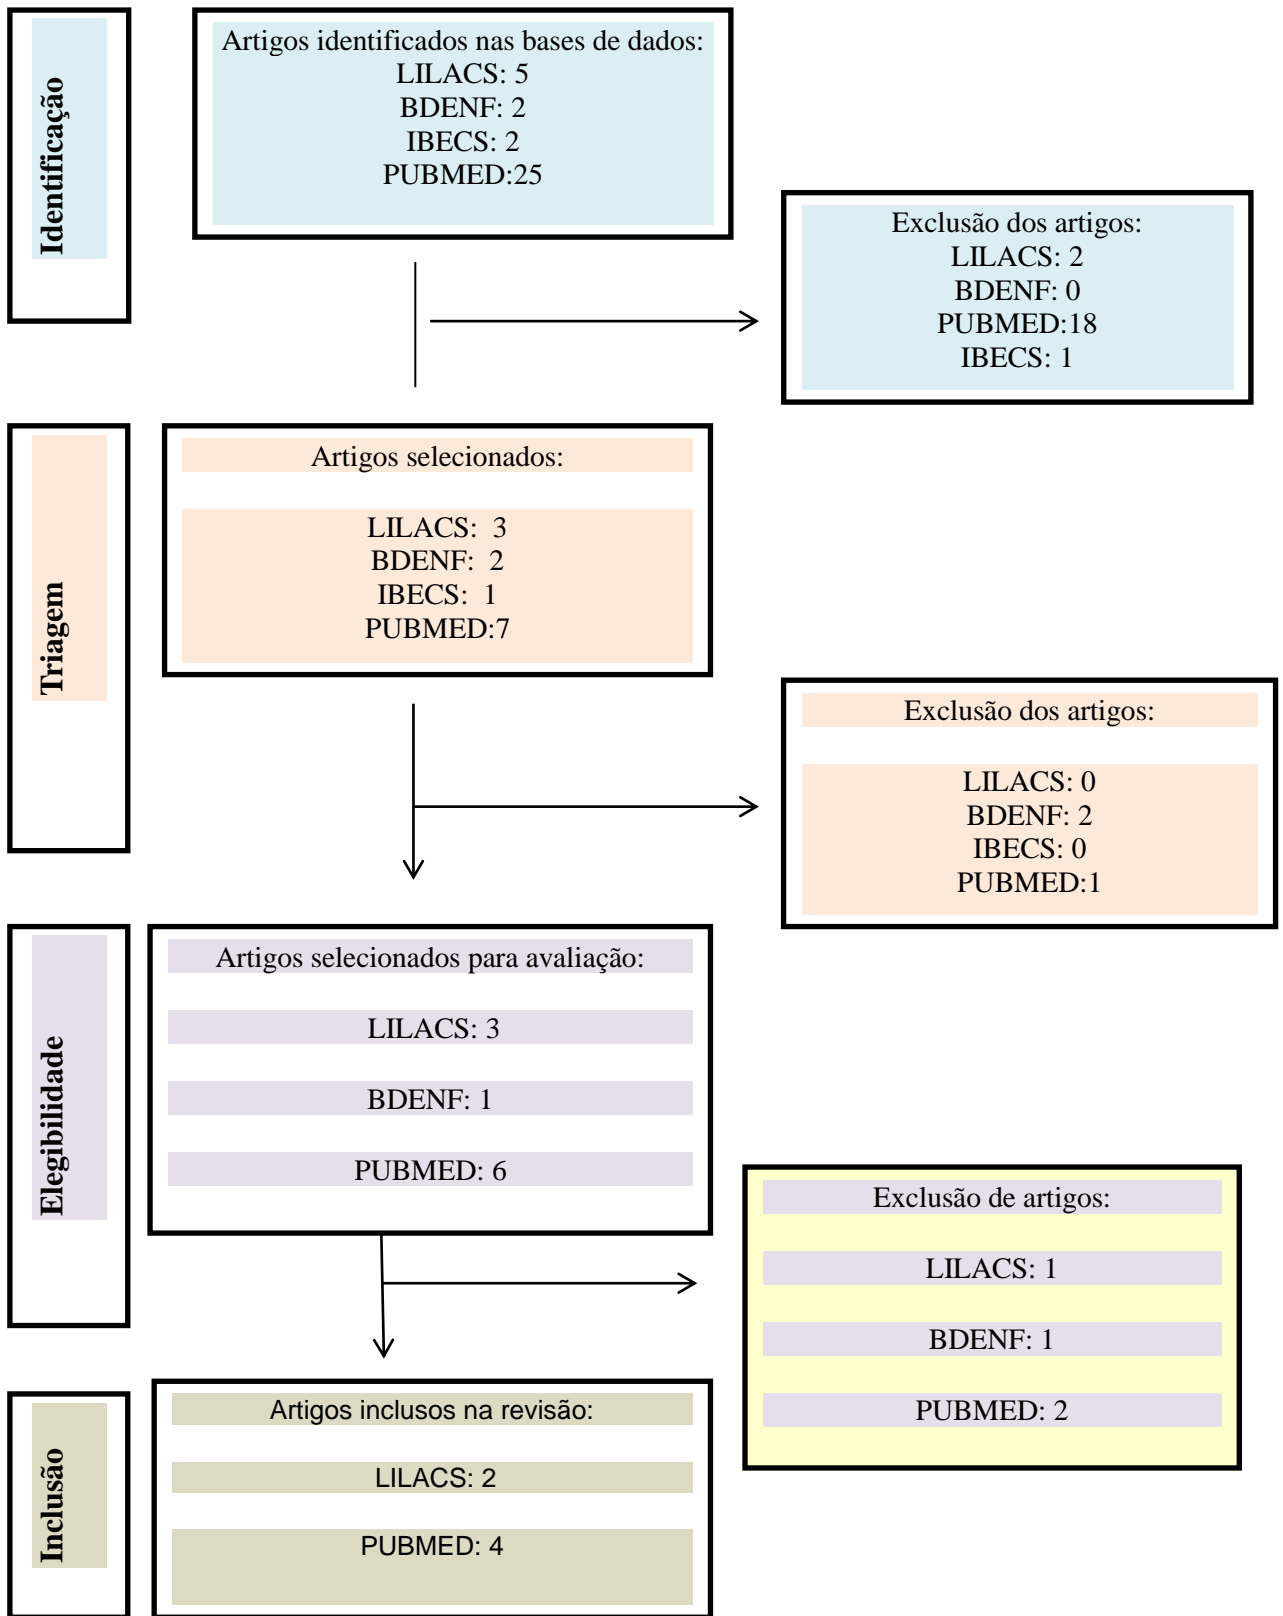 Identificação
Artigos identificados nas bases de dados:
LILACS: 5
BDENF: 2
IBECS: 2
PUBMED:25
Exclusão dos artigos:
LILACS: 2
BDENF: 0
PUBMED:18
IBECS: 1
Triagem
Artigos selecionados:
LILACS: 3
BDENF: 2
IBECS: 1
PUBMED:7
Exclusão dos artigos:
LILACS: 0
BDENF: 2
IBECS: 0
PUBMED:1
Elegibilidade
Artigos selecionados para avaliação:
LILACS: 3
BDENF: 1
PUBMED: 6
Exclusão de artigos:
LILACS: 1
BDENF: 1
PUBMED: 2
Inclusão
Artigos inclusos na revisão:
LILACS: 2
PUBMED: 4